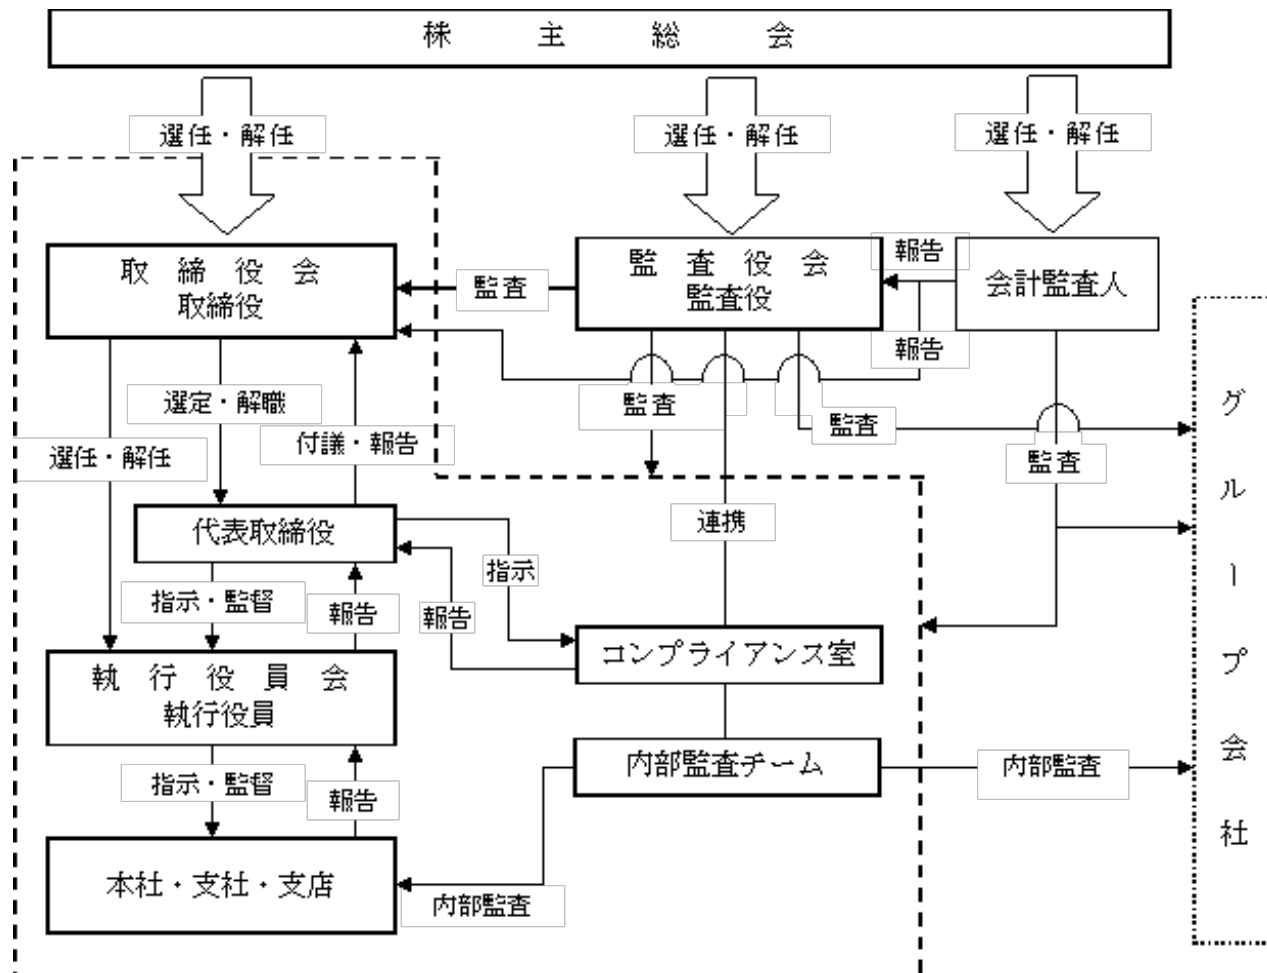 株主総会
選任・解任
選任・解任
選任・解任
取締役会
取締役
監査
監査役会
監査役
報告
会計監査人
報告
選定・解職
選任・解任
付議・報告
監査
監査
監査
グループ会社
代表取締役
連携
指示
指示・監督
報告
報告
執行役員会
執行役員
コンプライアンス室
指示・監督
報告
内部監査チーム
内部監査
本社・支社・支店
内部監査